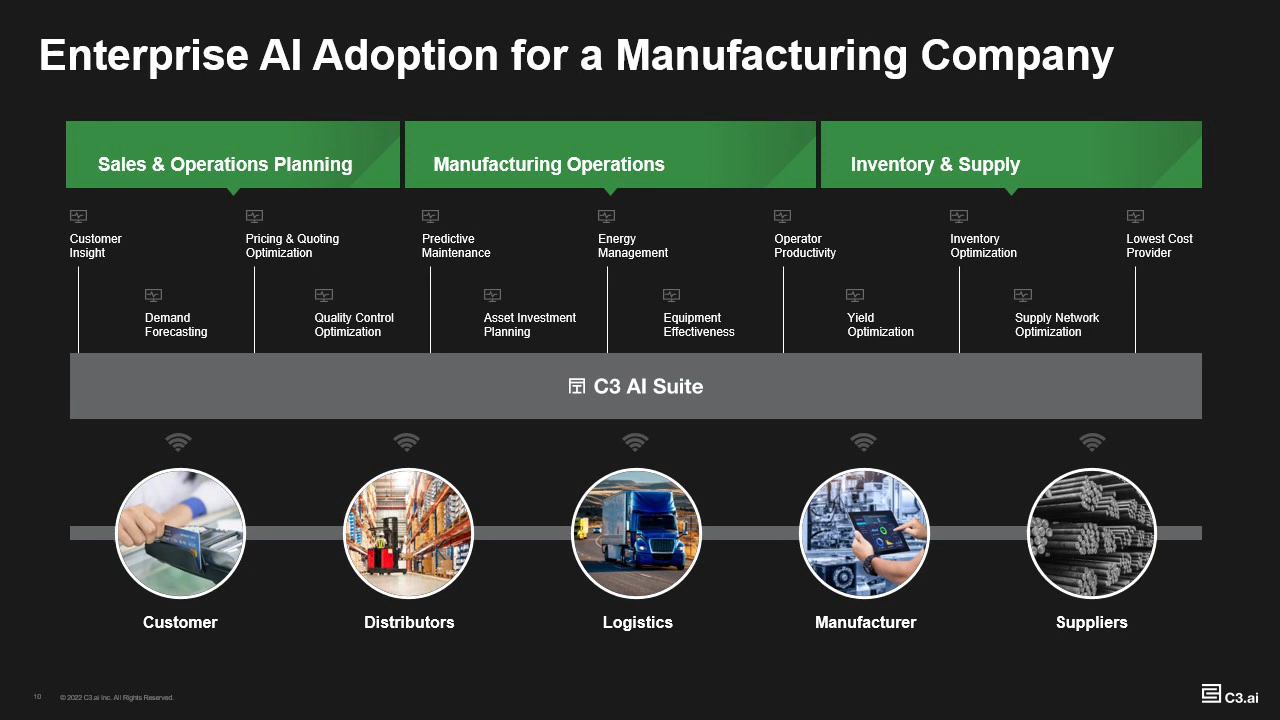 Enterprise AI Adoption for a Manufacturing Company
Sales & Operations Planning
Manufacturing Operations
Inventory & Supply
Customer
Insight
Pricing & Quoting
Optimization
Predictive
Maintenance
Energy
Management
Operator
Productivity
Inventory
Optimization
Lowest Cost
Provider
Demand
Forecasting
Quality Control
Optimization
Asset Investment
Planning
Equipment
Effectiveness
Yield
Optimization
Supply Network
Optimization
C3 AI Suite
Customer
Distributors
Logistics
Manufacturer
Suppliers
10
© 2022 C3.ai Inc. All Rights Reserved.
C3.ai